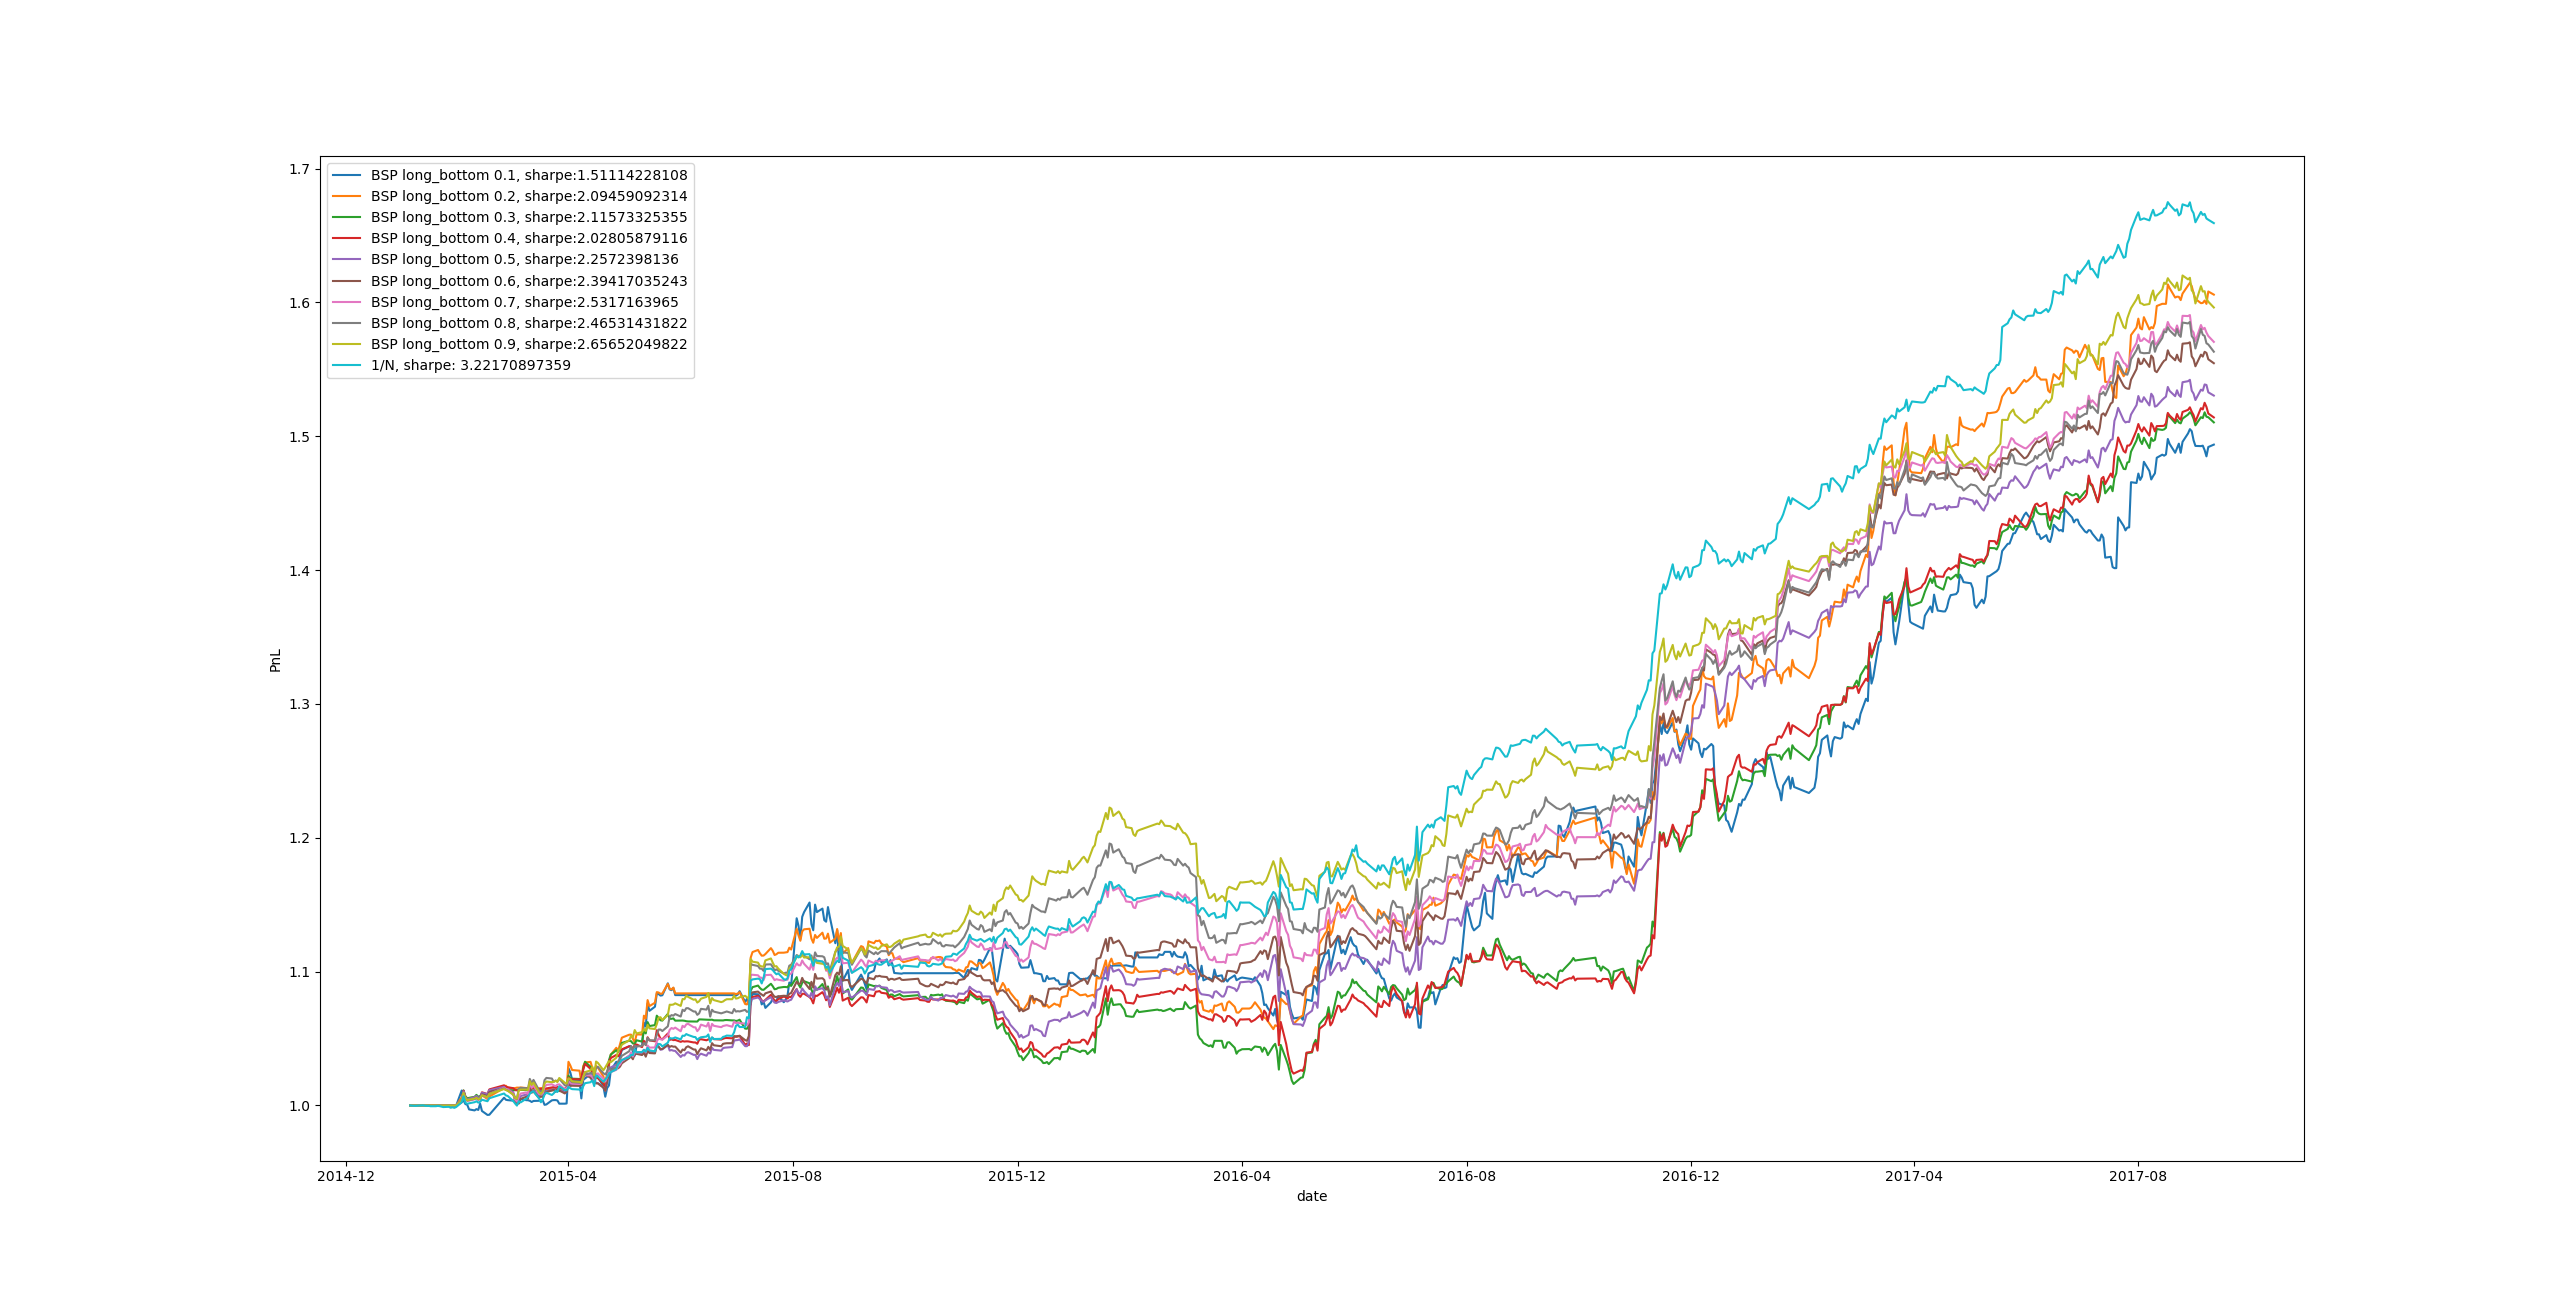 1.7
BSP long_bottom 0.1, sharpe:1.51114228108
BSP long_bottom 0.2, sharpe:2.09459092314
BSP long_bottom 0.3, sharpe:2.11573325355
BSP long_bottom 0.4, sharpe:2.02805879116
BSP long_bottom 0.5, sharpe:2.2572398136
BSP long_bottom 0.6, sharpe:2.39417035243
BSP long_bottom 0.7, sharpe:2.5317163965
BSP long_bottom 0.8, sharpe:2.46531431822
BSP long_bottom 0.9, sharpe:2.65652049822
1/N, sharpe: 3.22170897359
1.6
1.5
1.4
1.3
1.2
1.1
1.0
PnL
2014-12 2015-04 2015-08 2015-12 2016-04 2016-08 2016-12 2017-04 2017-08
date